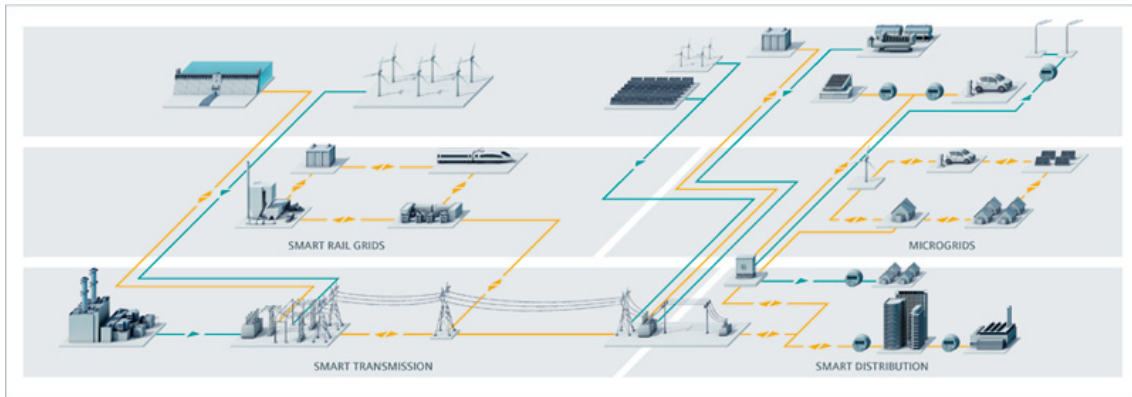 SMART RAIL GRIDS
MICROGRIDS
SMART TRANSMISSION
SMART DISTRIBUTION